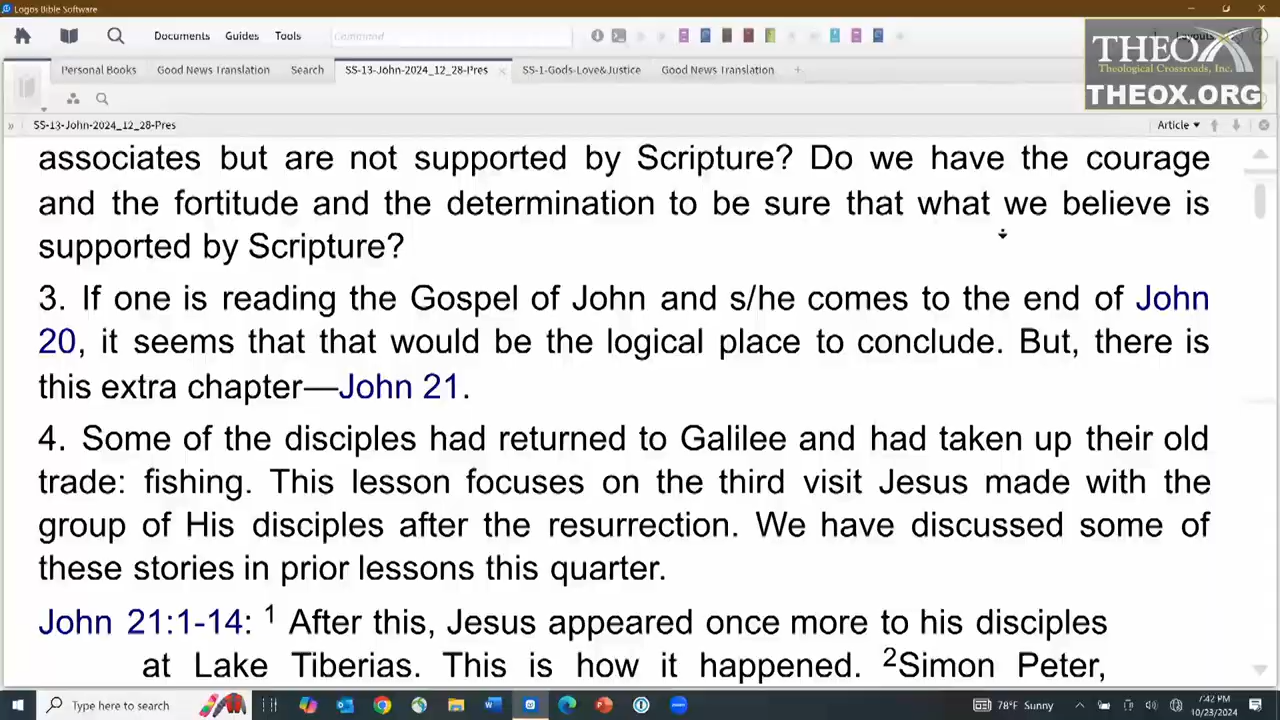 Logos Bible Software
Documents Guides Tools Command Layouts
THEOX
Theological Crossroads, Inc.
THEOX.ORG
Personal Books Good News Translation Search SS-13-John-2024_12_28-Pres SS-1-Gods-Love&Justice Good News Translation
SS-13-John-2024_12_28-Pres Article
associates but are not supported by Scripture? Do we have the courage
and the fortitude and the determination to be sure that what we believe is
supported by Scripture?
3. If one is reading the Gospel of John and s/he comes to the end of John
20, it seems that that would be the logical place to conclude. But, there is
this extra chapter—John 21.
4. Some of the disciples had returned to Galilee and had taken up their old
trade: fishing. This lesson focuses on the third visit Jesus made with the
group of His disciples after the resurrection. We have discussed some of
these stories in prior lessons this quarter.
John 21:1-14: 1 After this, Jesus appeared once more to his disciples
at Lake Tiberias. This is how it happened. 2Simon Peter,
Type here to search 78°F Sunny 7:42 PM
10/23/2024